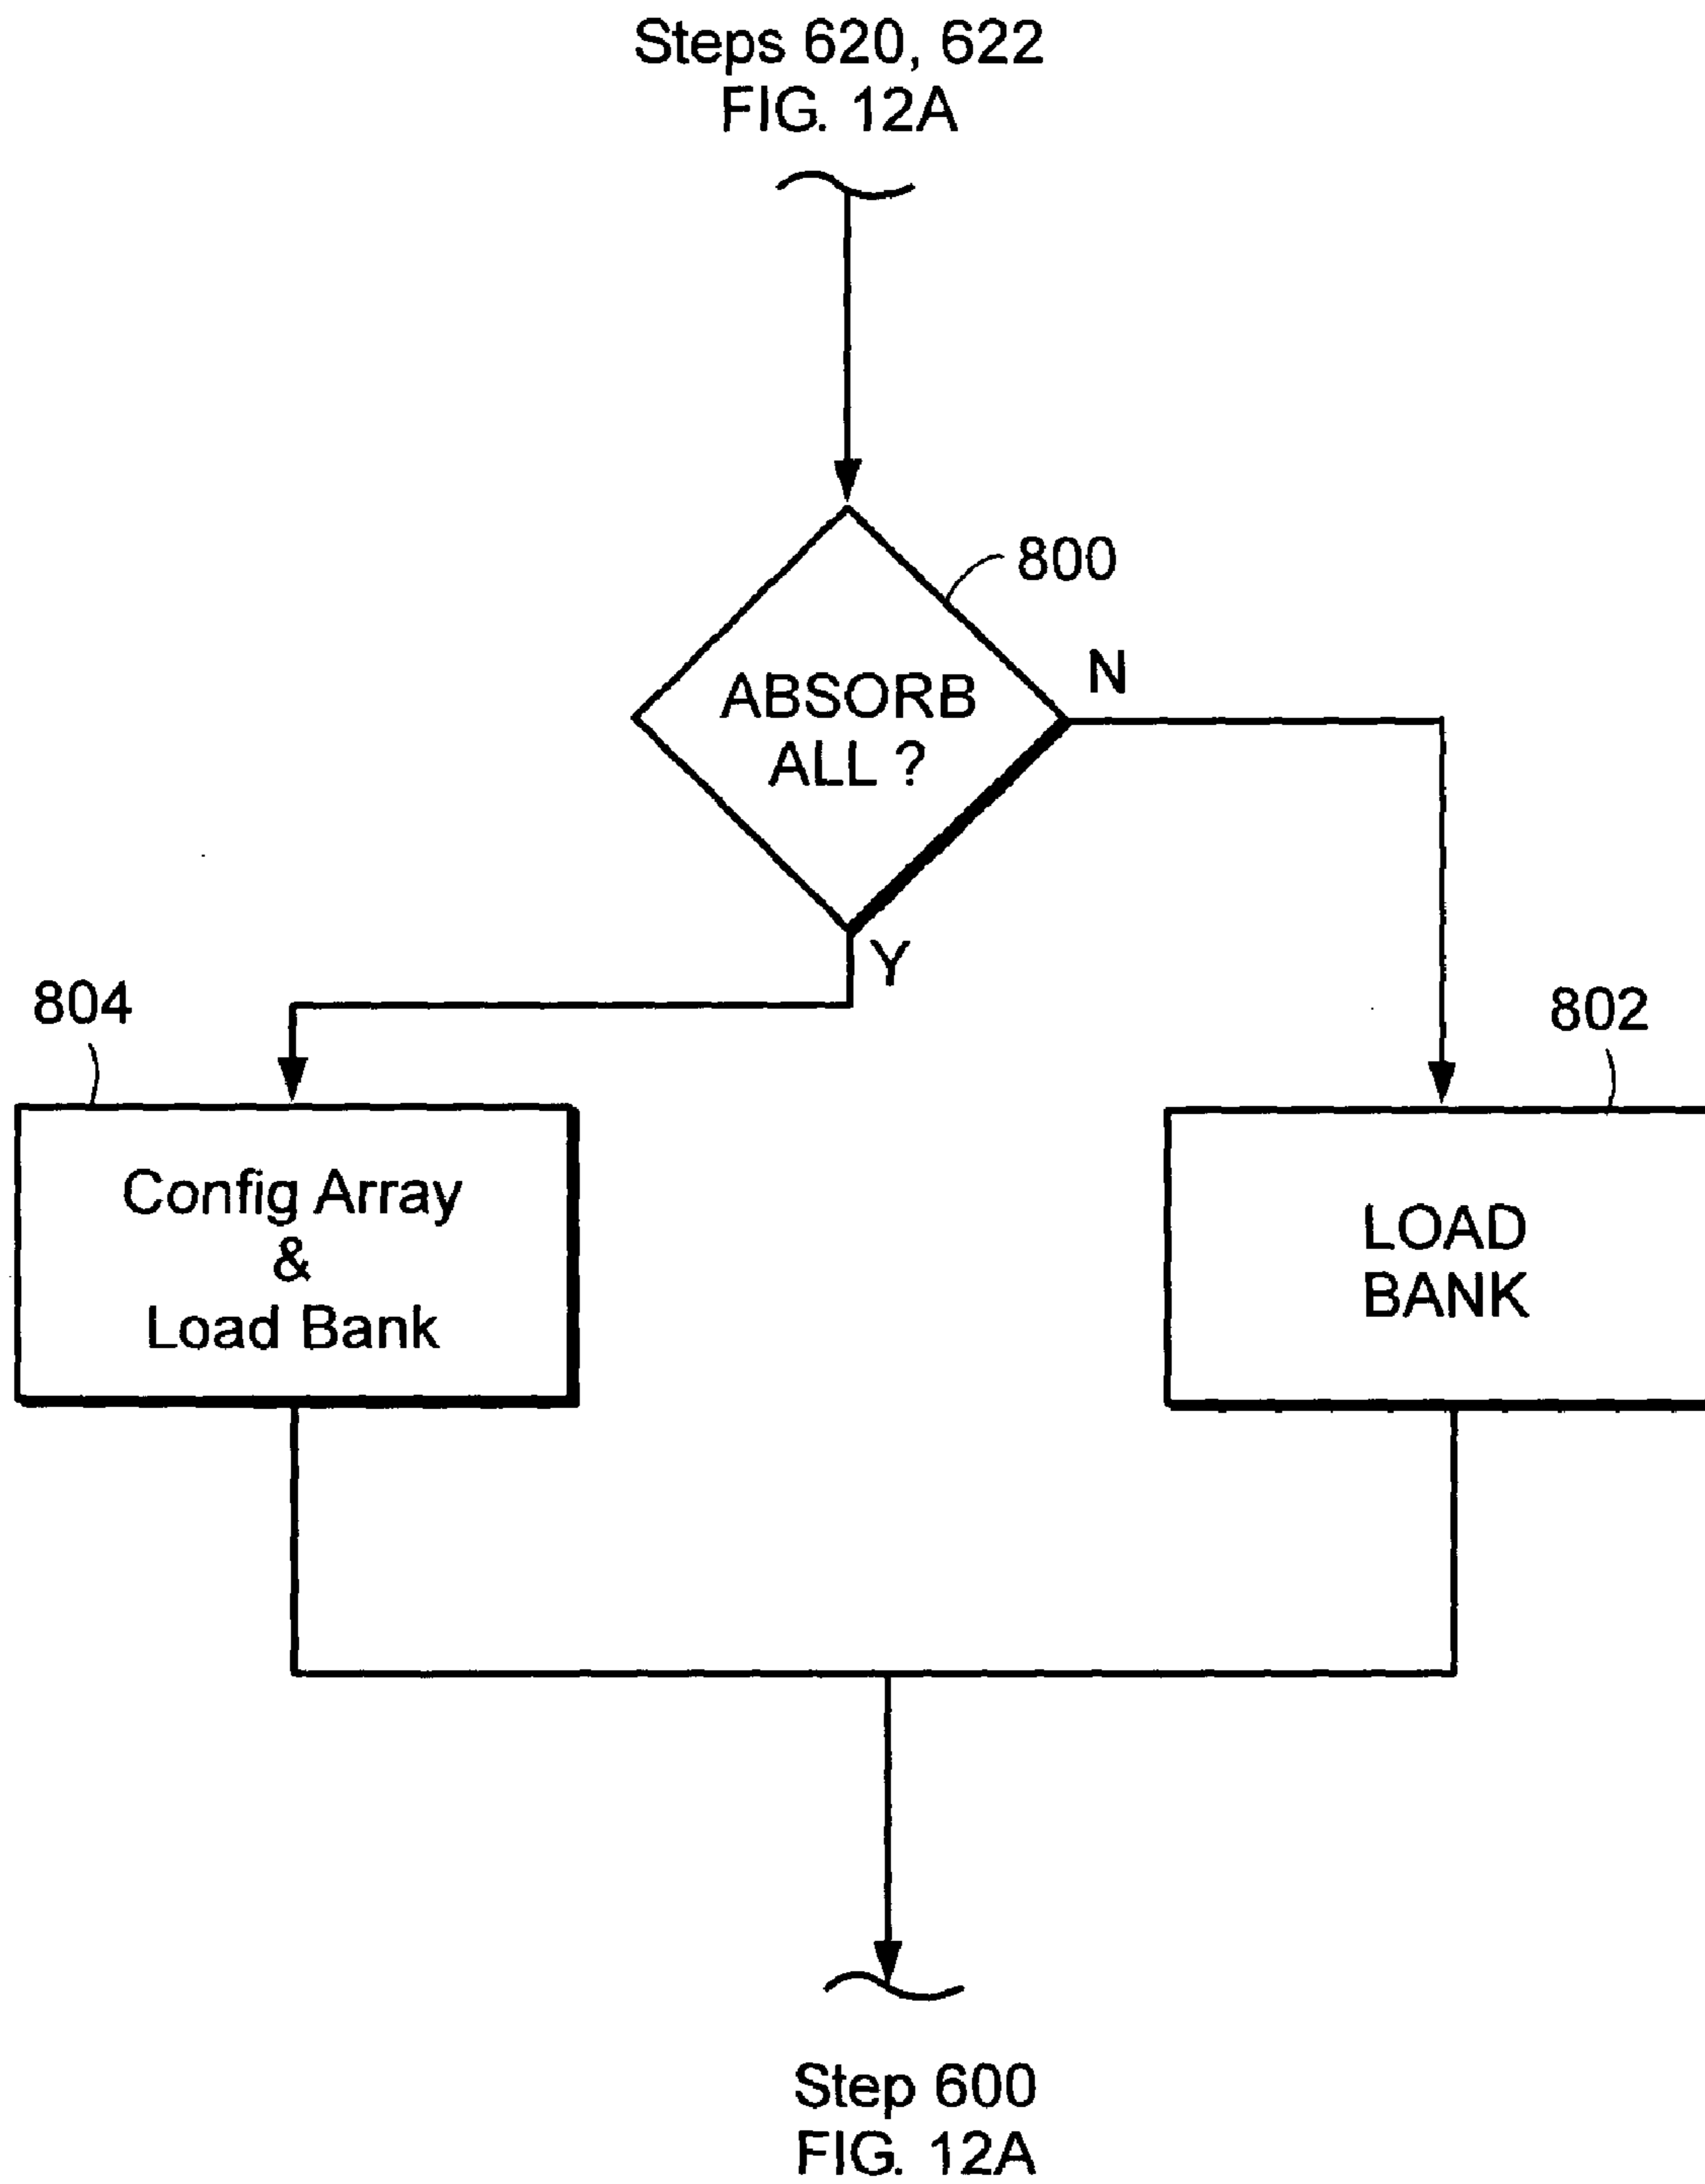 Steps 620, 622
FIG. 12A
800
N
ABSORB
ALL ?
Y
804
802
Config Array
&
Load Bank
LOAD
BANK
Step 600
FIG. 12A